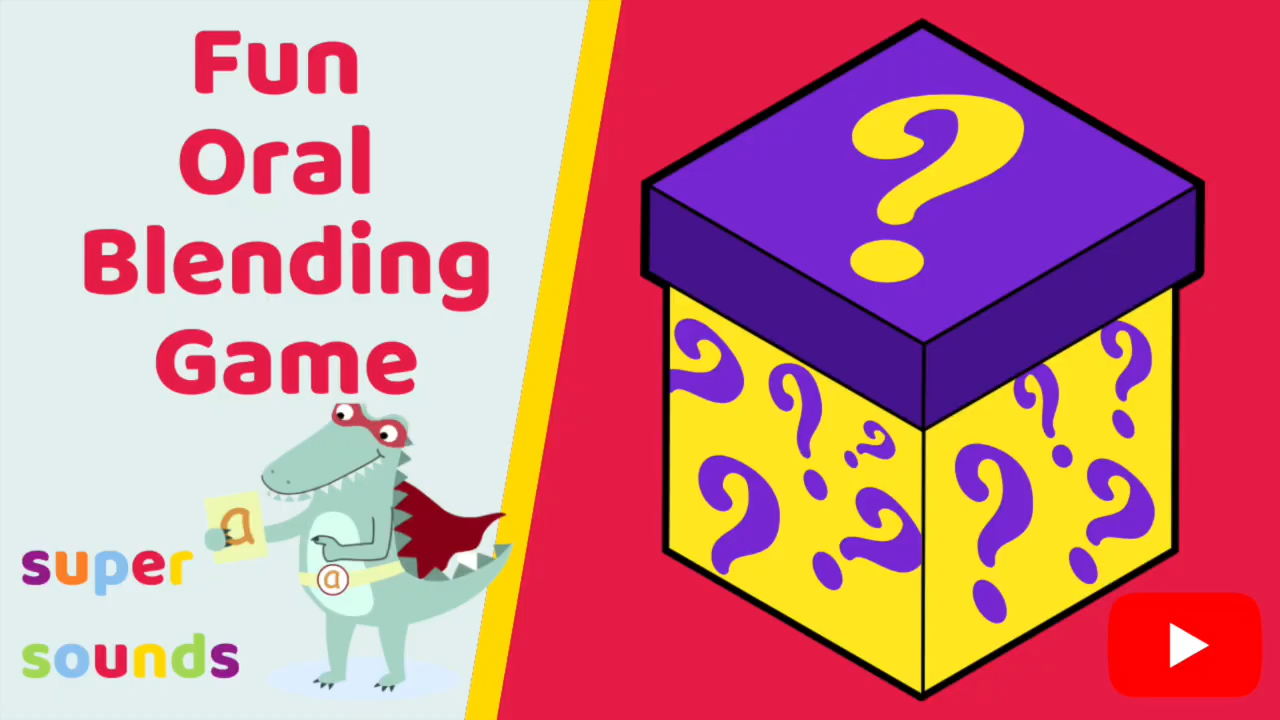 Fun
Oral
Blending
Game
a
a
super
sounds
?
? ? ? ? ?
? ? ? ?